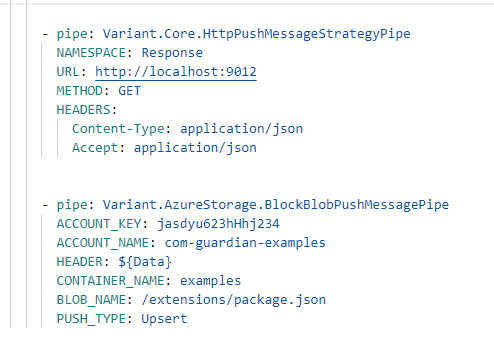 - pipe: Variant.Core.HttpPushMessageStrategyPipe
NAMESPACE: Response
URL: http://localhost:9012
METHOD: GET
HEADERS:
Content-Type: application/json
Accept: application/json
- pipe: Variant.AzureStorage.BlockBlobPushMessagePipe
ACCOUNT_KEY: jasdyu623hHhj234
ACCOUNT_NAME: com-guardian-examples
HEADER: ${Data}
CONTAINER_NAME: examples
BLOB_NAME: /extensions/package.json
PUSH_TYPE: Upsert